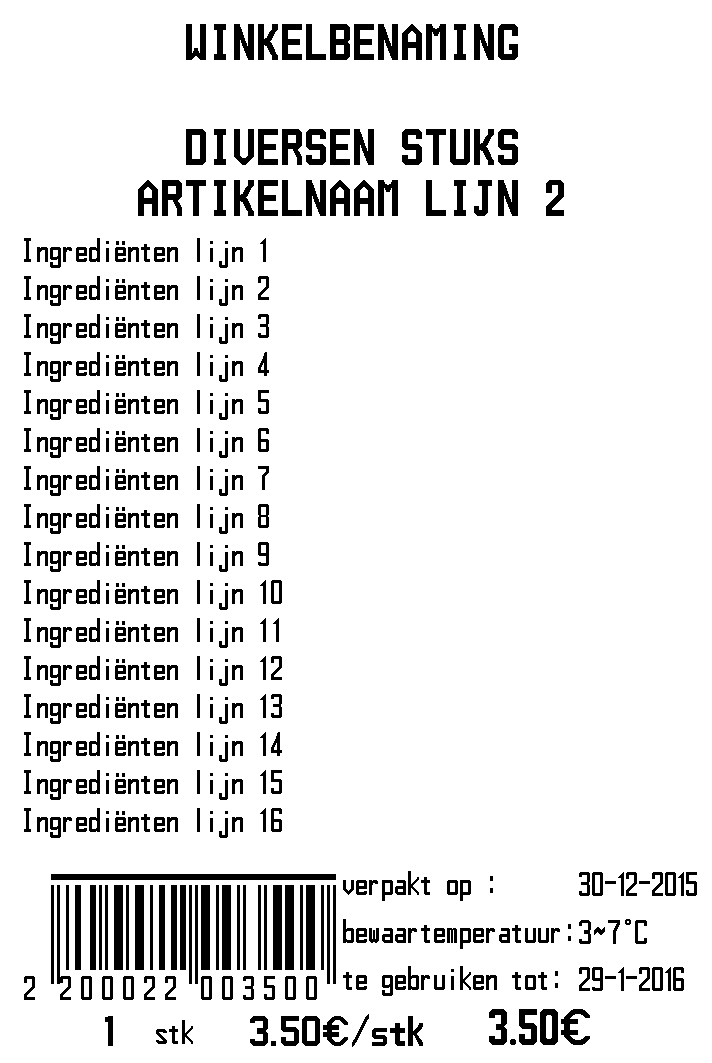 WINKELBENAMING
DIVERSEN STUKS
ARTIKELNAAM LIJN 2
Ingrediënten lijn 1
Ingrediënten lijn 2
Ingrediënten lijn 3
Ingrediënten lijn 4
Ingrediënten lijn 5
Ingrediënten lijn 6
Ingrediënten lijn 7
Ingrediënten lijn 8
Ingrediënten lijn 9
Ingrediënten lijn 10
Ingrediënten lijn 11
Ingrediënten lijn 12
Ingrediënten lijn 13
Ingrediënten lijn 14
Ingrediënten lijn 15
Ingrediënten lijn 16
verpakt op : 30-12-2015
bewaartemperatuur:3~7°C
te gebruiken tot: 29-1-2016
2 200022 003500
1 stk 3.50€/stk 3.50€